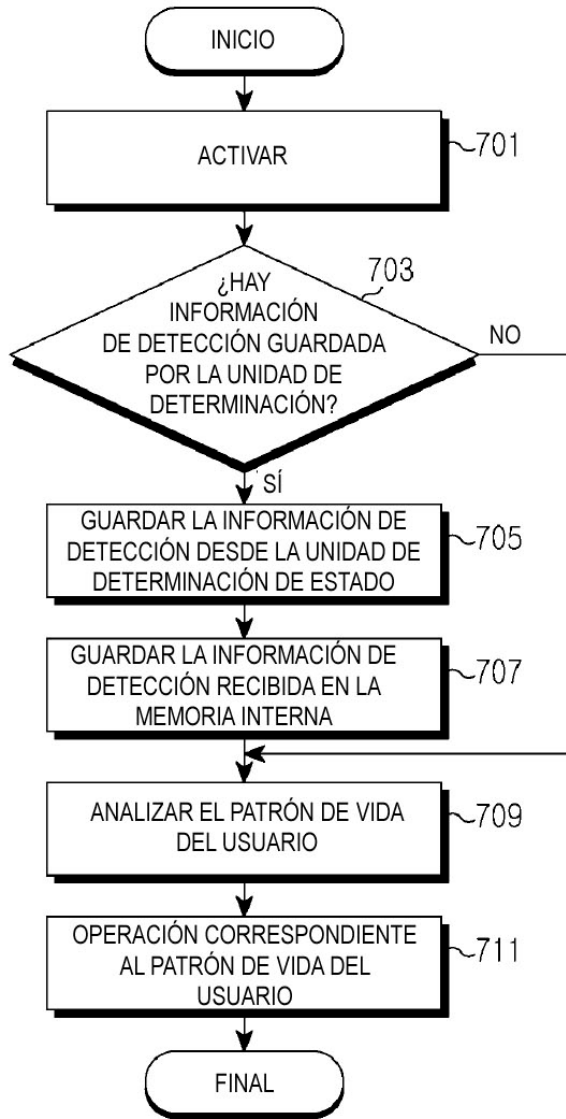 INICIO
ACTIVAR
701
703
¿HAY
INFORMACIÓN
DE DETECCIÓN GUARDADA
POR LA UNIDAD DE
DETERMINACIÓN?
NO
SÍ
GUARDAR LA INFORMACIÓN DE
DETECCIÓN DESDE LA UNIDAD DE
DETERMINACIÓN DE ESTADO
705
GUARDAR LA INFORMACIÓN DE
DETECCIÓN RECIBIDA EN LA
MEMORIA INTERNA
707
ANALIZAR EL PATRÓN DE VIDA
DEL USUARIO
709
OPERACIÓN CORRESPONDIENTE
AL PATRÓN DE VIDA DEL
USUARIO
711
FINAL